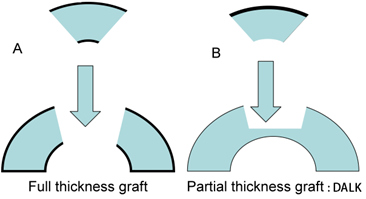 A
B
Full thickness graft
Partial thickness graft : DALK